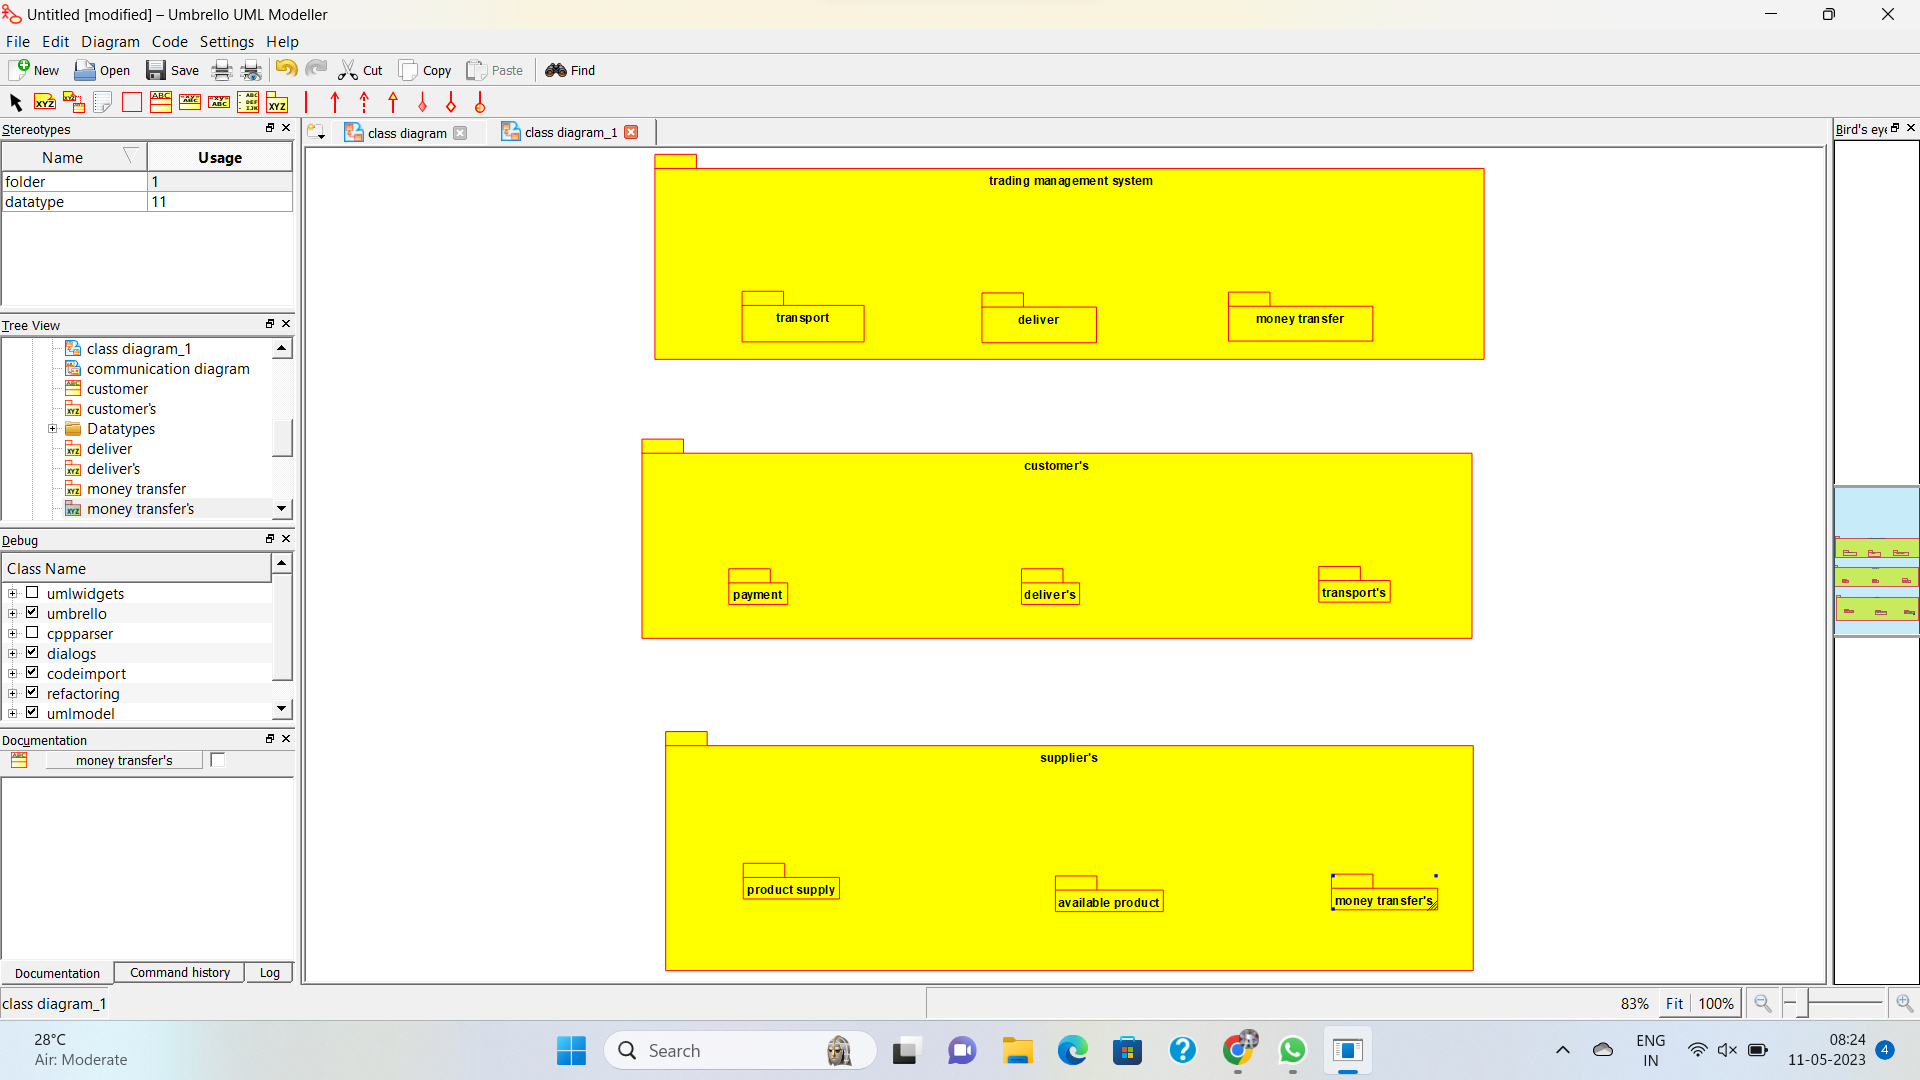 Untitled [modified] – Umbrello UML Modeller
File Edit Diagram Code Settings Help
New Open Save Cut Copy Paste Find
Stereotypes
Name Usage
folder 1
datatype 11
Tree View
class diagram_1
communication diagram
customer
customer's
Datatypes
deliver
deliver's
money transfer
money transfer's
Debug
Class Name
umlwidgets
umbrello
cppparser
dialogs
codeimport
refactoring
umlmodel
Documentation
money transfer's
Documentation Command history Log
class diagram class diagram_1
trading management system
transport deliver money transfer
customer's
payment deliver's transport's
supplier's
product supply available product money transfer's
Bird's eye
class diagram_1
83% Fit 100%
28°C
Air: Moderate
Search
ENG
IN
08:24
11-05-2023
4